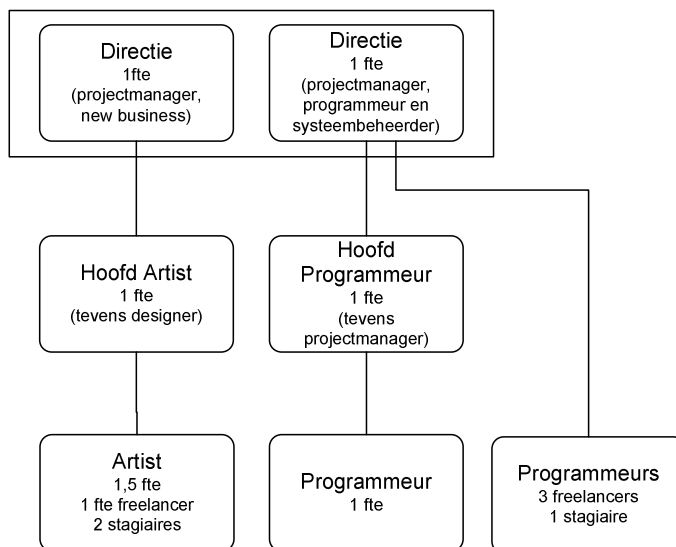 Directie
1fte
(projectmanager,
new business)
Directie
1 fte
(projectmanager,
programmeur en
systeembeheerder)
Hoofd Artist
1 fte
(tevens designer)
Hoofd
Programmeur
1 fte
(tevens
projectmanager)
Artist
1,5 fte
1 fte freelancer
2 stagiaires
Programmeur
1 fte
Programmeurs
3 freelancers
1 stagiaire